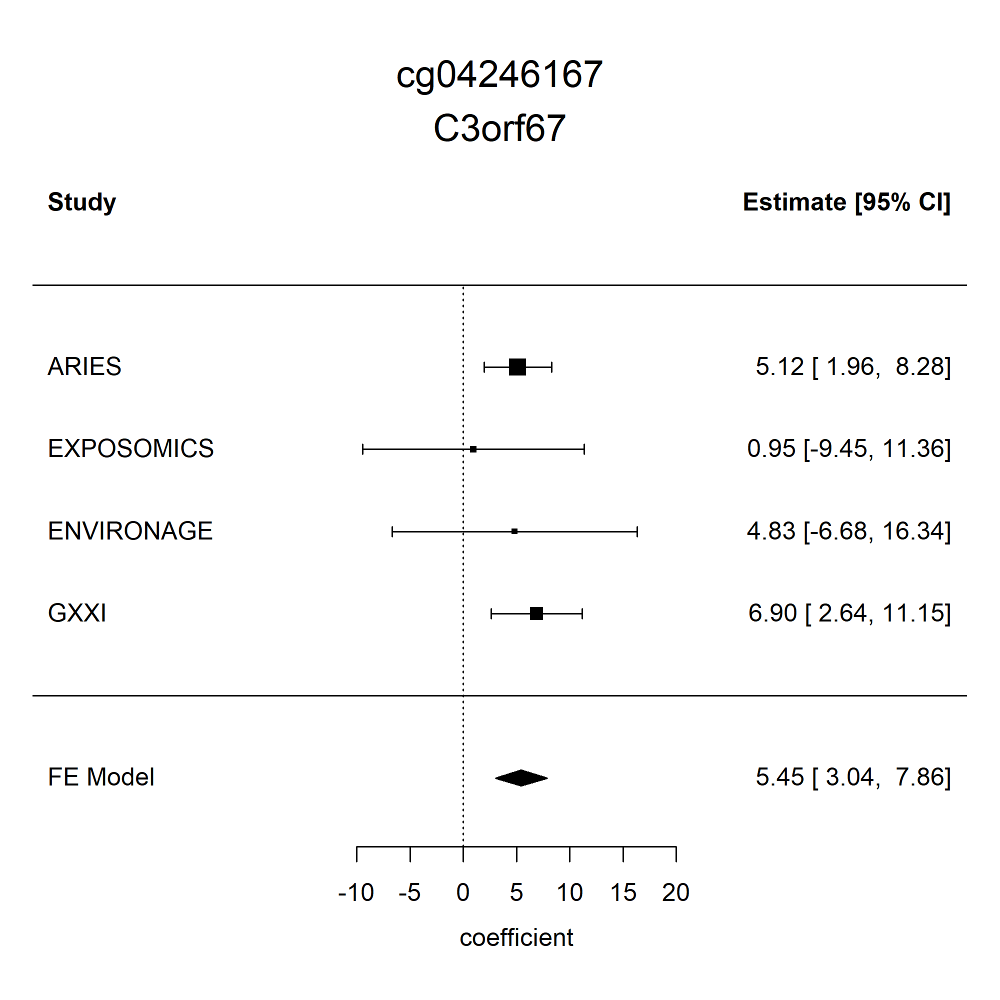 cg04246167
C3orf67
Study Estimate [95% CI]
ARIES 5.12 [ 1.96, 8.28]
EXPOSOMICS 0.95 [-9.45, 11.36]
ENVIRONAGE 4.83 [-6.68, 16.34]
GXXI 6.90 [ 2.64, 11.15]
FE Model 5.45 [ 3.04, 7.86]
-10 -5 0 5 10 15 20
coefficient